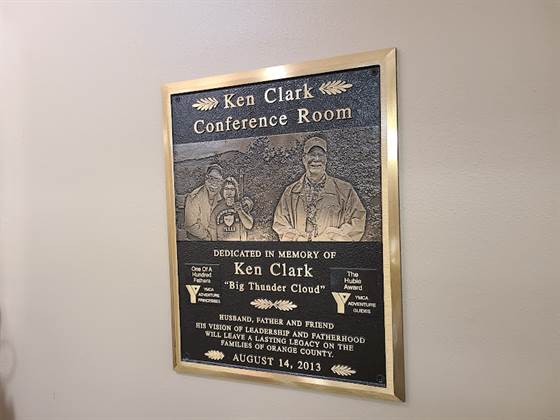 Ken Clark
Conference Room
DEDICATED IN MEMORY OF
Ken Clark
"Big Thunder Cloud"
One Of A
Hundred
Fathers
YMCA
ADVENTURE
PRINCESSES
The
Hubie
Award
YMCA
ADVENTURE
GUIDES
HUSBAND, FATHER AND FRIEND
HIS VISION OF LEADERSHIP AND FATHERHOOD
WILL LEAVE A LASTING LEGACY ON THE
FAMILIES OF ORANGE COUNTY.
AUGUST 14, 2013